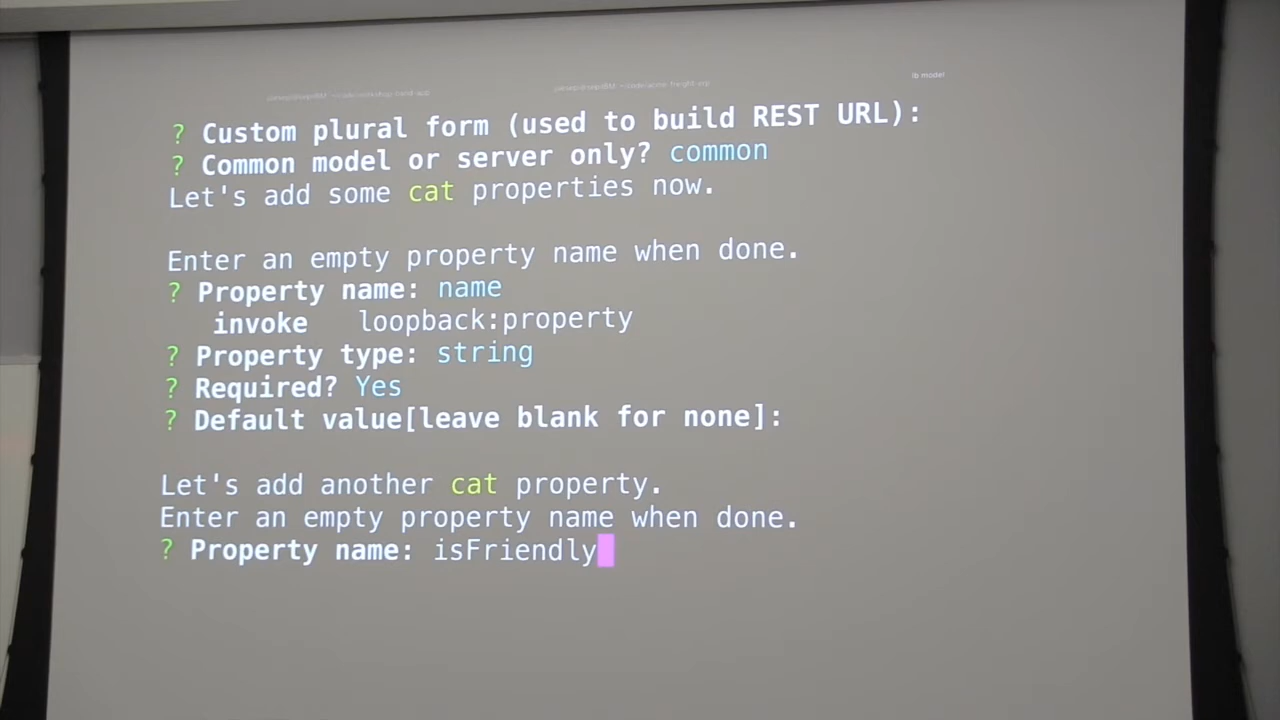 lb model
? Custom plural form (used to build REST URL):
? Common model or server only? common
Let's add some cat properties now.
Enter an empty property name when done.
? Property name: name
invoke loopback:property
? Property type: string
? Required? Yes
? Default value[leave blank for none]:
Let's add another cat property.
Enter an empty property name when done.
? Property name: isFriendly